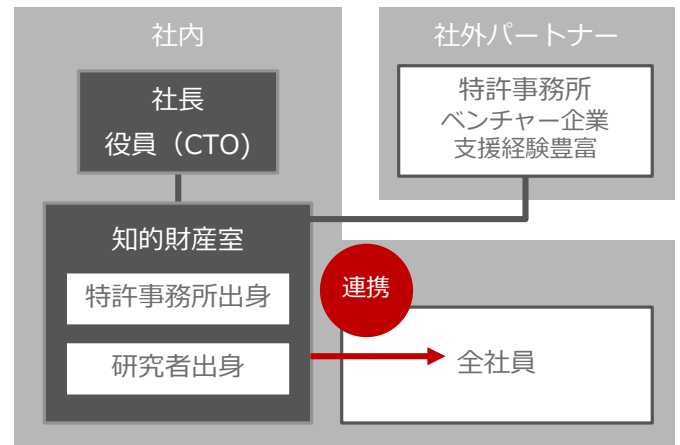 社内
社長
役員（CTO)
知的財産室
特許事務所出身
研究者出身
社外パートナー
特許事務所
ベンチャー企業
支援経験豊富
連携
全社員